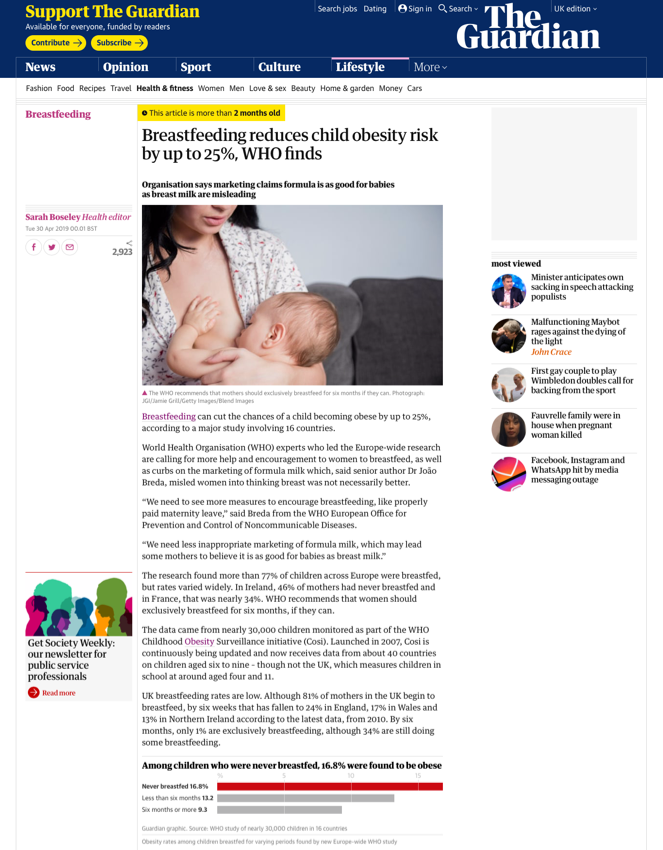 Support The Guardian
Available for everyone, funded by readers
Contribute →
Subscribe →
Search jobs
Dating
Sign in
Search
UK edition
The
Guardian
News
Opinion
Sport
Culture
Lifestyle
More
Fashion
Food
Recipes
Travel
Health & fitness
Women
Men
Love & sex
Beauty
Home & garden
Money
Cars
Breastfeeding
This article is more than 2 months old
Breastfeeding reduces child obesity risk
by up to 25%, WHO finds
Organisation says marketing claims formula is as good for babies
as breast milk are misleading
Sarah Boseley Health editor
Tue 30 Apr 2019 00.01 BST
2,923
The WHO recommends that mothers should exclusively breastfeed for six months if they can. Photograph:
JGI/Jamie Grill/Getty Images/Blend Images
Breastfeeding can cut the chances of a child becoming obese by up to 25%,
according to a major study involving 16 countries.
World Health Organisation (WHO) experts who led the Europe-wide research
are calling for more help and encouragement to women to breastfeed, as well
as curbs on the marketing of formula milk which, said senior author Dr João
Breda, misled women into thinking breast was not necessarily better.
“We need to see more measures to encourage breastfeeding, like properly
paid maternity leave,” said Breda from the WHO European Office for
Prevention and Control of Noncommunicable Diseases.
“We need less inappropriate marketing of formula milk, which may lead
some mothers to believe it is as good for babies as breast milk.”
The research found more than 77% of children across Europe were breastfed,
but rates varied widely. In Ireland, 46% of mothers had never breastfed and
in France, that was nearly 34%. WHO recommends that women should
exclusively breastfeed for six months, if they can.
The data came from nearly 30,000 children monitored as part of the WHO
Childhood Obesity Surveillance initiative (Cosi). Launched in 2007, Cosi is
continuously being updated and now receives data from about 40 countries
on children aged six to nine – though not the UK, which measures children in
school at around aged four and 11.
UK breastfeeding rates are low. Although 81% of mothers in the UK begin to
breastfeed, by six weeks that has fallen to 24% in England, 17% in Wales and
13% in Northern Ireland according to the latest data, from 2010. By six
months, only 1% are exclusively breastfeeding, although 34% are still doing
some breastfeeding.
Among children who were never breastfed, 16.8% were found to be obese
%
5
10
15
Never breastfed 16.8%
Less than six months 13.2
Six months or more 9.3
Guardian graphic. Source: WHO study of nearly 30,000 children in 16 countries
Obesity rates among children breastfed for varying periods found by new Europe-wide WHO study
Get Society Weekly:
our newsletter for
public service
professionals
Read more
most viewed
Minister anticipates own
sacking in speech attacking
populists
Malfunctioning Maybot
rages against the dying of
the light
John Crace
First gay couple to play
Wimbledon doubles call for
backing from the sport
Fauvrelle family were in
house when pregnant
woman killed
Facebook, Instagram and
WhatsApp hit by media
messaging outage